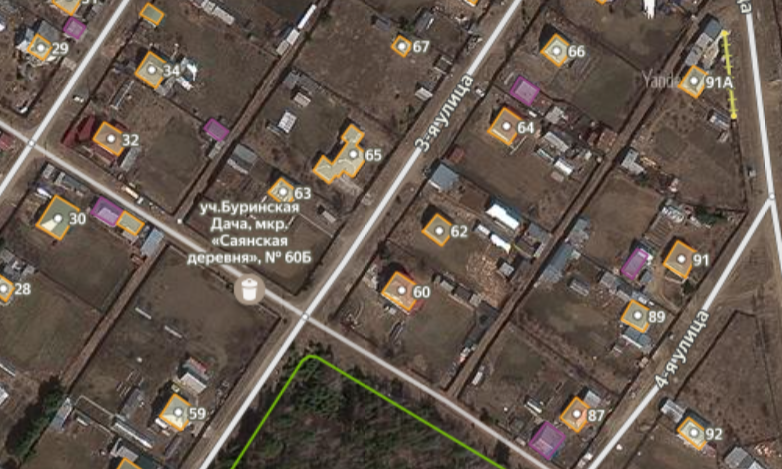 29
34
67
66
Yande
91А
3-я улица
64
32
65
63
уч.Буринская
Дача, мкр.
«Саянская
деревня», № 60Б
30
62
91
28
60
89
4-я улица
59
87
92